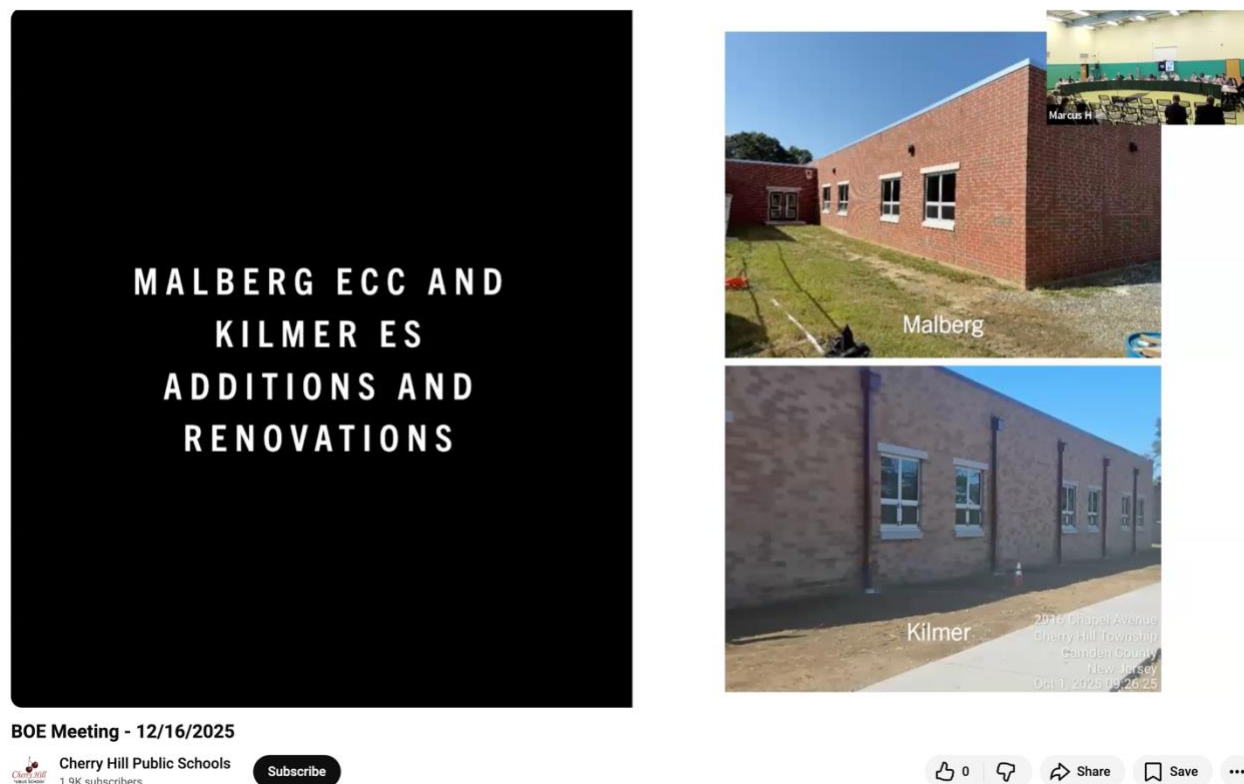 MALBERG ECC AND
KILMER ES
ADDITIONS AND
RENOVATIONS
Marcus H
Malberg
Kilmer
2916 Chapel Avenue
Cherry Hill Township
Camden County
New Jersey
Oct 1, 2025 09:26:25
BOE Meeting - 12/16/2025
Cherry Hill
Cherry Hill Public Schools
1.9K subscribers
Subscribe
0
Share
Save